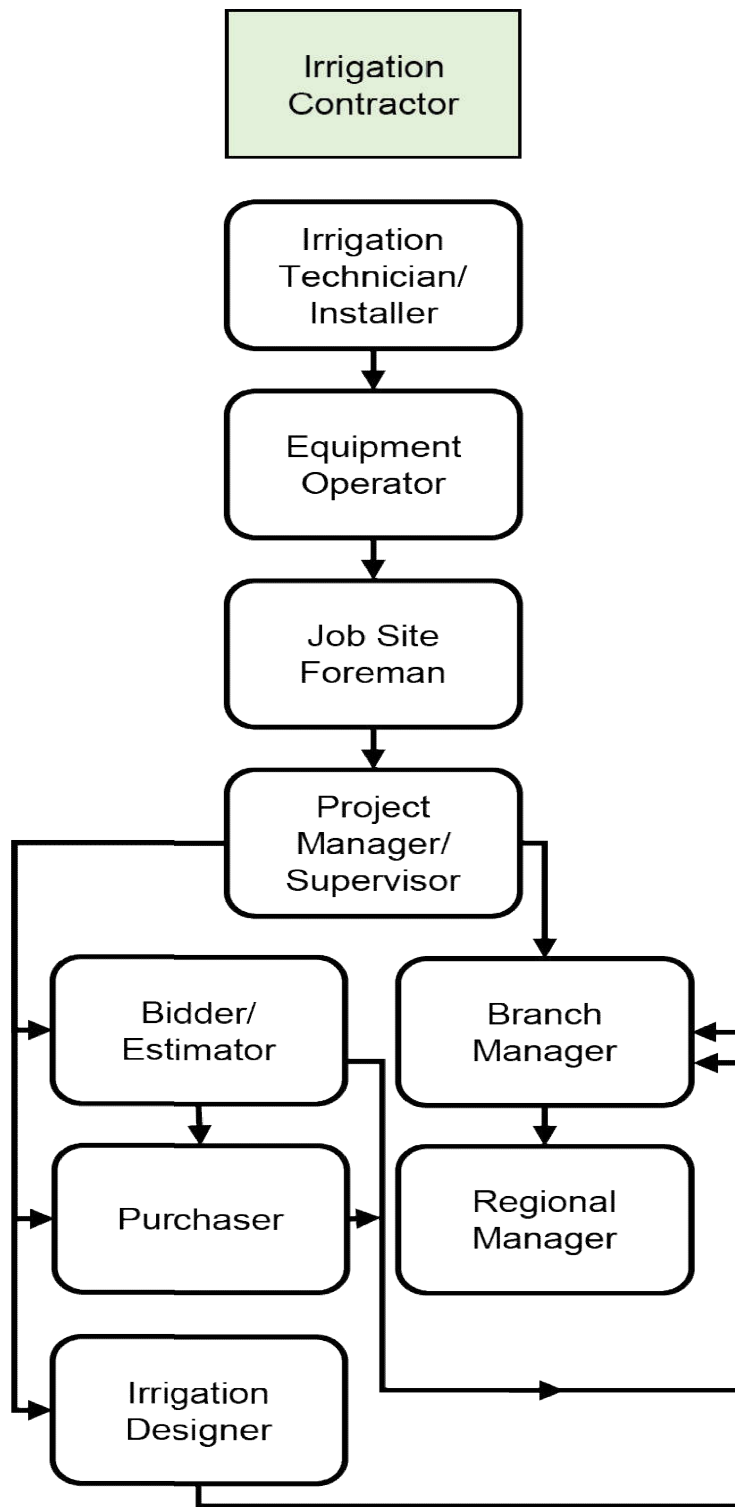 Irrigation
Contractor
Irrigation
Technician/
Installer
Equipment
Operator
Job Site
Foreman
Project
Manager/
Supervisor
Bidder/
Estimator
Branch
Manager
Purchaser
Regional
Manager
Irrigation
Designer